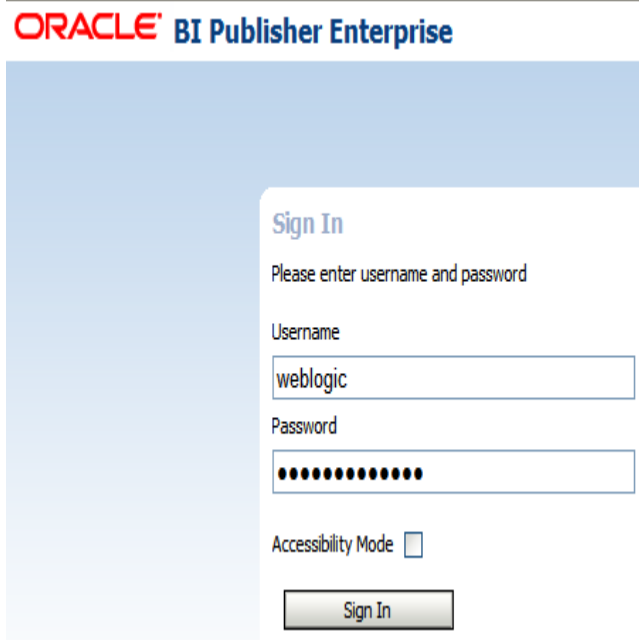 ORACLE BI Publisher Enterprise
Sign In
Please enter username and password
Username
weblogic
Password
•••••••••••••
Accessibility Mode
Sign In